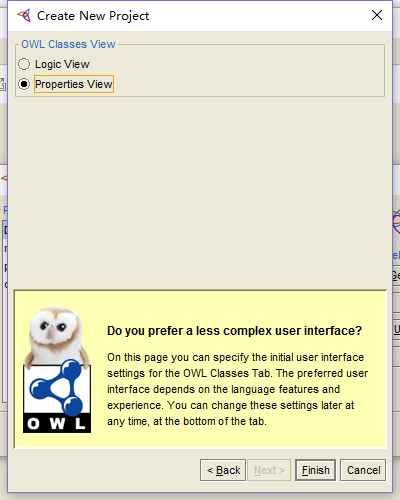 Create New Project
OWL Classes View
Logic View
Properties View
Do you prefer a less complex user interface?
On this page you can specify the initial user interface
settings for the OWL Classes Tab. The preferred user
interface depends on the language features and
experience. You can change these settings later at
any time, at the bottom of the tab.
OWL
< Back
Next >
Finish
Cancel